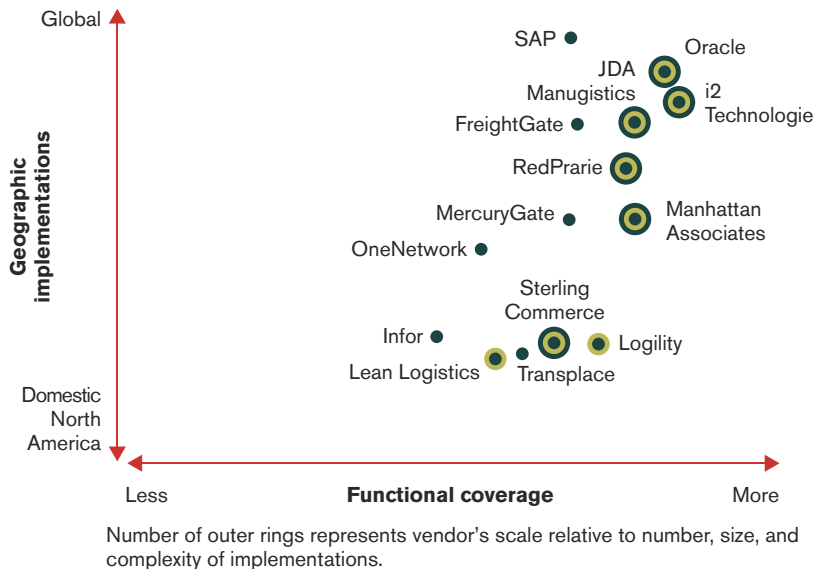 Global
SAP
Oracle
JDA
Manugistics
i2
Technologie
FreightGate
RedPrarie
Geographic
implementations
MercuryGate
Manhattan
Associates
OneNetwork
Sterling
Commerce
Infor
Logility
Lean Logistics
Transplace
Domestic
North
America
Less
Functional coverage
More
Number of outer rings represents vendor's scale relative to number, size, and
complexity of implementations.